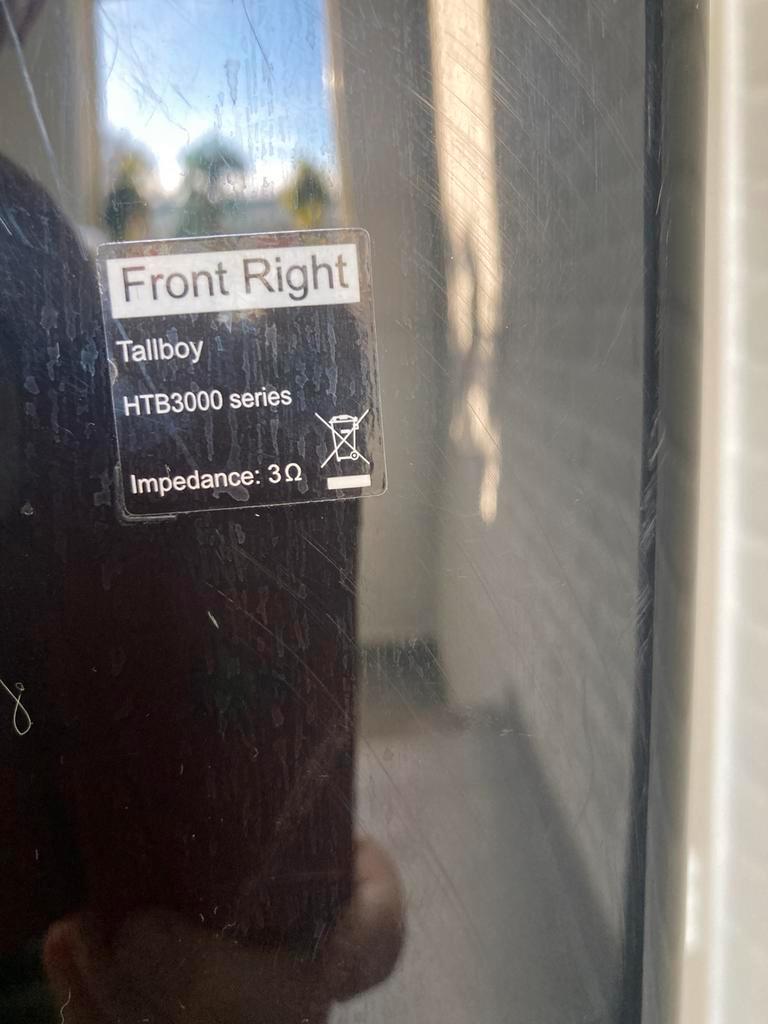 Front Right
Tallboy
HTB3000 series
Impedance: 3Ω